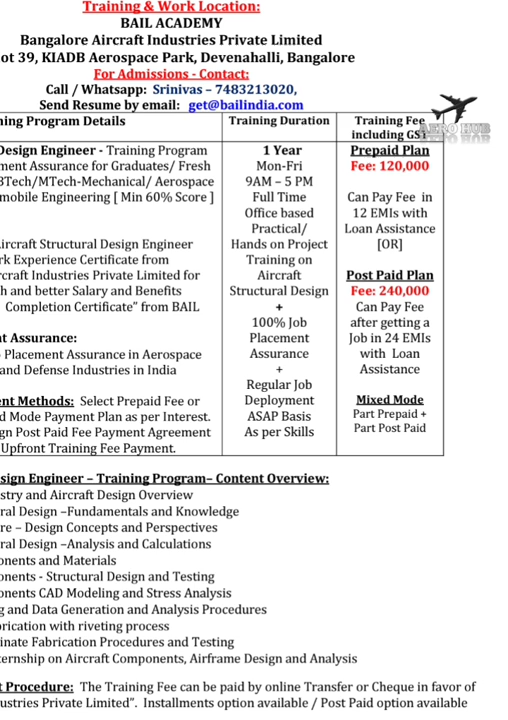 Training & Work Location:
BAIL ACADEMY
Bangalore Aircraft Industries Private Limited
ot 39, KIADB Aerospace Park, Devenahalli, Bangalore
For Admissions - Contact:
Call / Whatsapp: Srinivas – 7483213020,
Send Resume by email: get@bailindia.com
ning Program Details
Design Engineer - Training Program
ment Assurance for Graduates/ Fresh
BTech/MTech-Mechanical/ Aerospace
mobile Engineering [ Min 60% Score ]
ircraft Structural Design Engineer
rk Experience Certificate from
rcraft Industries Private Limited for
h and better Salary and Benefits
Completion Certificate" from BAIL
nt Assurance:
Placement Assurance in Aerospace
and Defense Industries in India
ent Methods: Select Prepaid Fee or
d Mode Payment Plan as per Interest.
gn Post Paid Fee Payment Agreement
Upfront Training Fee Payment.
Training Duration
1 Year
Mon-Fri
9AM – 5 PM
Full Time
Office based
Practical/
Hands on Project
Training on
Aircraft
Structural Design
+
100% Job
Placement
Assurance
+
Regular Job
Deployment
ASAP Basis
As per Skills
Training Fee
including GST
AERO HUB
Prepaid Plan
Fee: 120,000
Can Pay Fee in
12 EMIs with
Loan Assistance
[OR]
Post Paid Plan
Fee: 240,000
Can Pay Fee
after getting a
Job in 24 EMIs
with Loan
Assistance
Mixed Mode
Part Prepaid +
Part Post Paid
sign Engineer – Training Program– Content Overview:
stry and Aircraft Design Overview
ral Design –Fundamentals and Knowledge
re – Design Concepts and Perspectives
ral Design –Analysis and Calculations
onents and Materials
onents - Structural Design and Testing
onents CAD Modeling and Stress Analysis
g and Data Generation and Analysis Procedures
brication with riveting process
inate Fabrication Procedures and Testing
ternship on Aircraft Components, Airframe Design and Analysis
t Procedure: The Training Fee can be paid by online Transfer or Cheque in favor of
ustries Private Limited". Installments option available / Post Paid option available